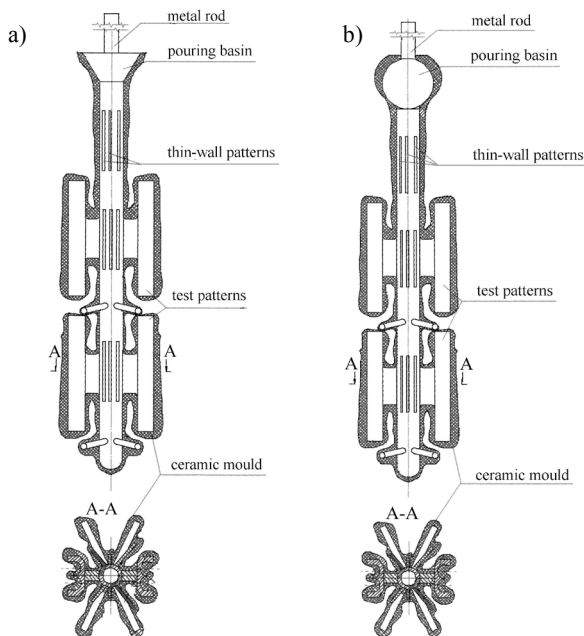 a)
metal rod
pouring basin
thin-wall patterns
test patterns
A A
ceramic mould
A-A
b)
metal rod
pouring basin
thin-wall patterns
test patterns
A A
ceramic mould
A-A